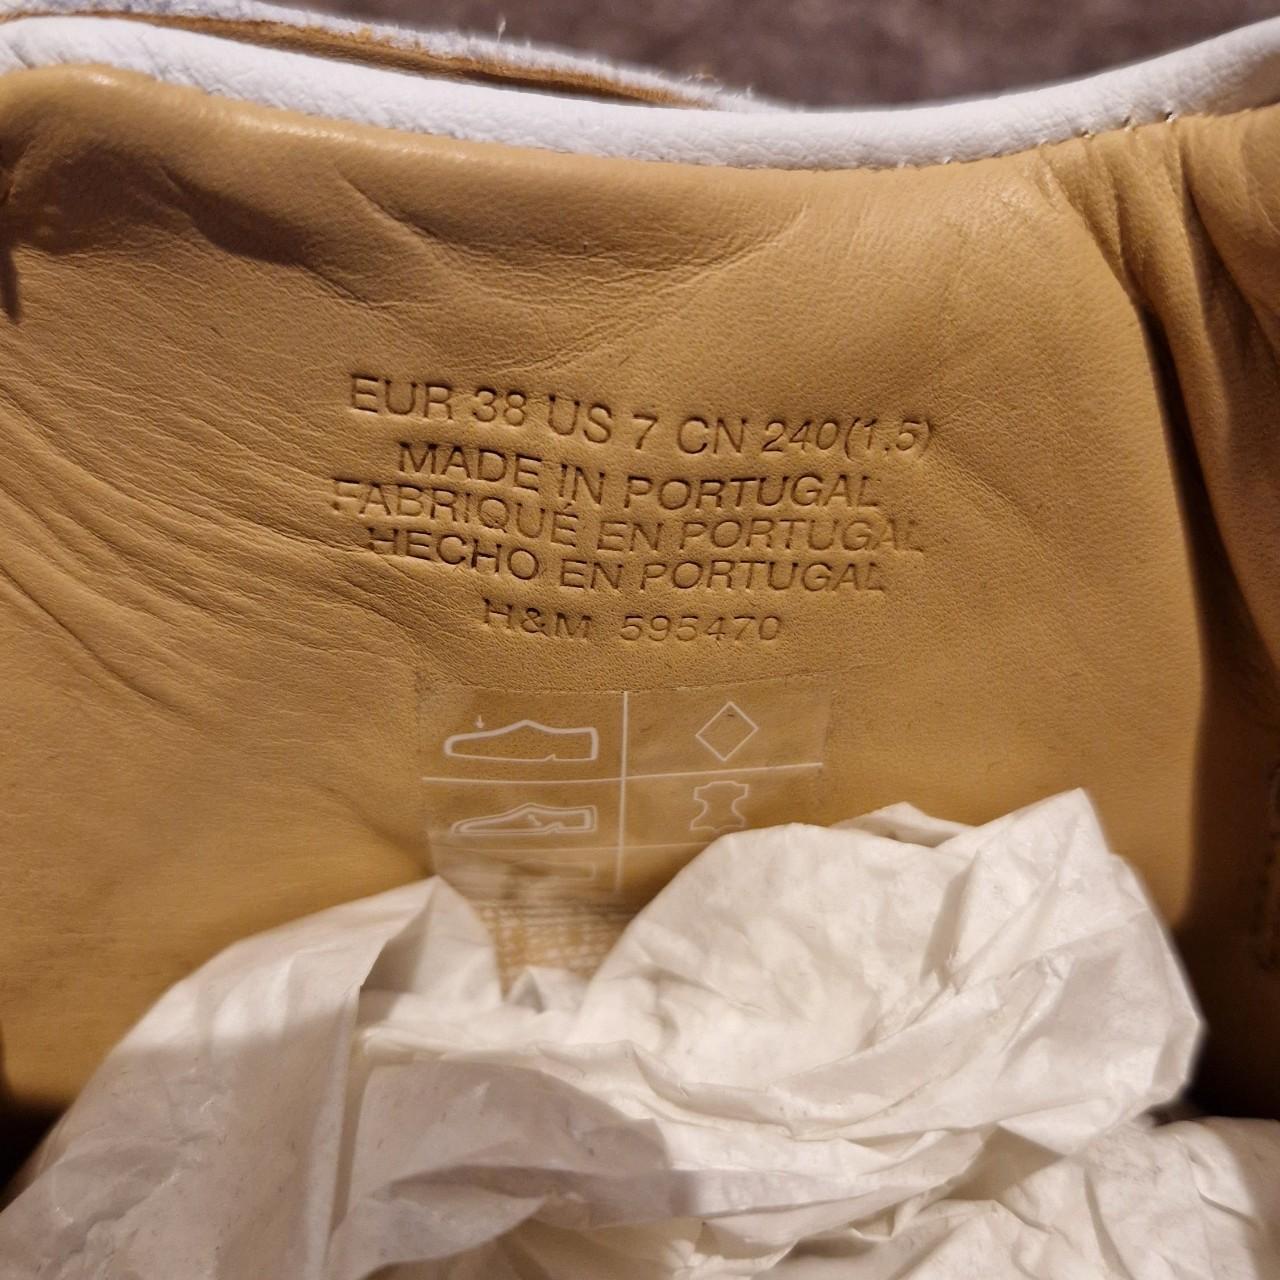 EUR 38 US 7 CN 240(1.5)
MADE IN PORTUGAL
FABRIQUÉ EN PORTUGAL
HECHO EN PORTUGAL
H&M 595470